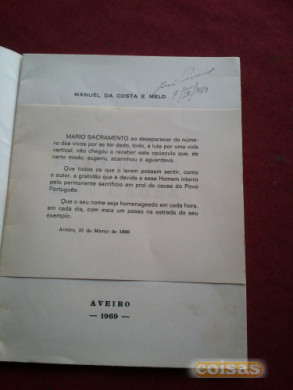 MANUEL DA COSTA E MELO
MÁRIO SACRAMENTO ao desaparecer do núme-
ro dos vivos por se ter dado, todo, à luta por uma vida
vertical, não chegou a receber este opúsculo que, de
certo modo, sugeriu, acarinhou e aguardava.
Que todos os que o lerem possam sentir, como
o autor, a gratidão que é devida a esse Homem inteiro
pelo permanente sacrifício em prol da causa do Povo
Português.
Que o seu nome seja homenageado em cada hora,
em cada dia, com mais um passo na estrada do seu
exemplo.
Aveiro, 31 de Março de 1969
AVEIRO
— 1969 —
coisas